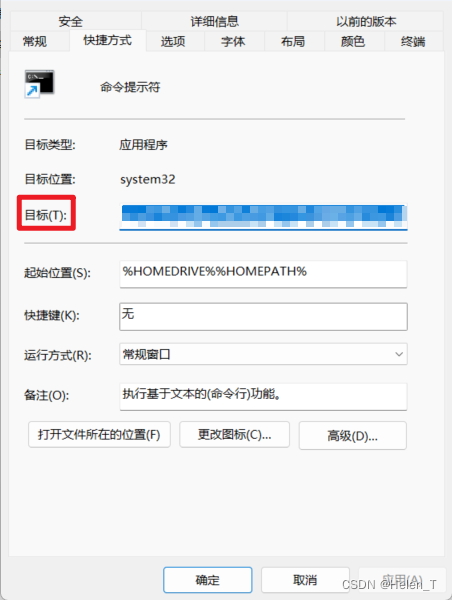 安全 详细信息 以前的版本
常规 快捷方式 选项 字体 布局 颜色 终端
命令提示符
目标类型: 应用程序
目标位置: system32
目标(T):
起始位置(S): %HOMEDRIVE%%HOMEPATH%
快捷键(K): 无
运行方式(R): 常规窗口
备注(O): 执行基于文本的(命令行)功能。
打开文件所在的位置(F) 更改图标(C)... 高级(D)...
确定 取消 应用(A)
CSDN @Helen_T